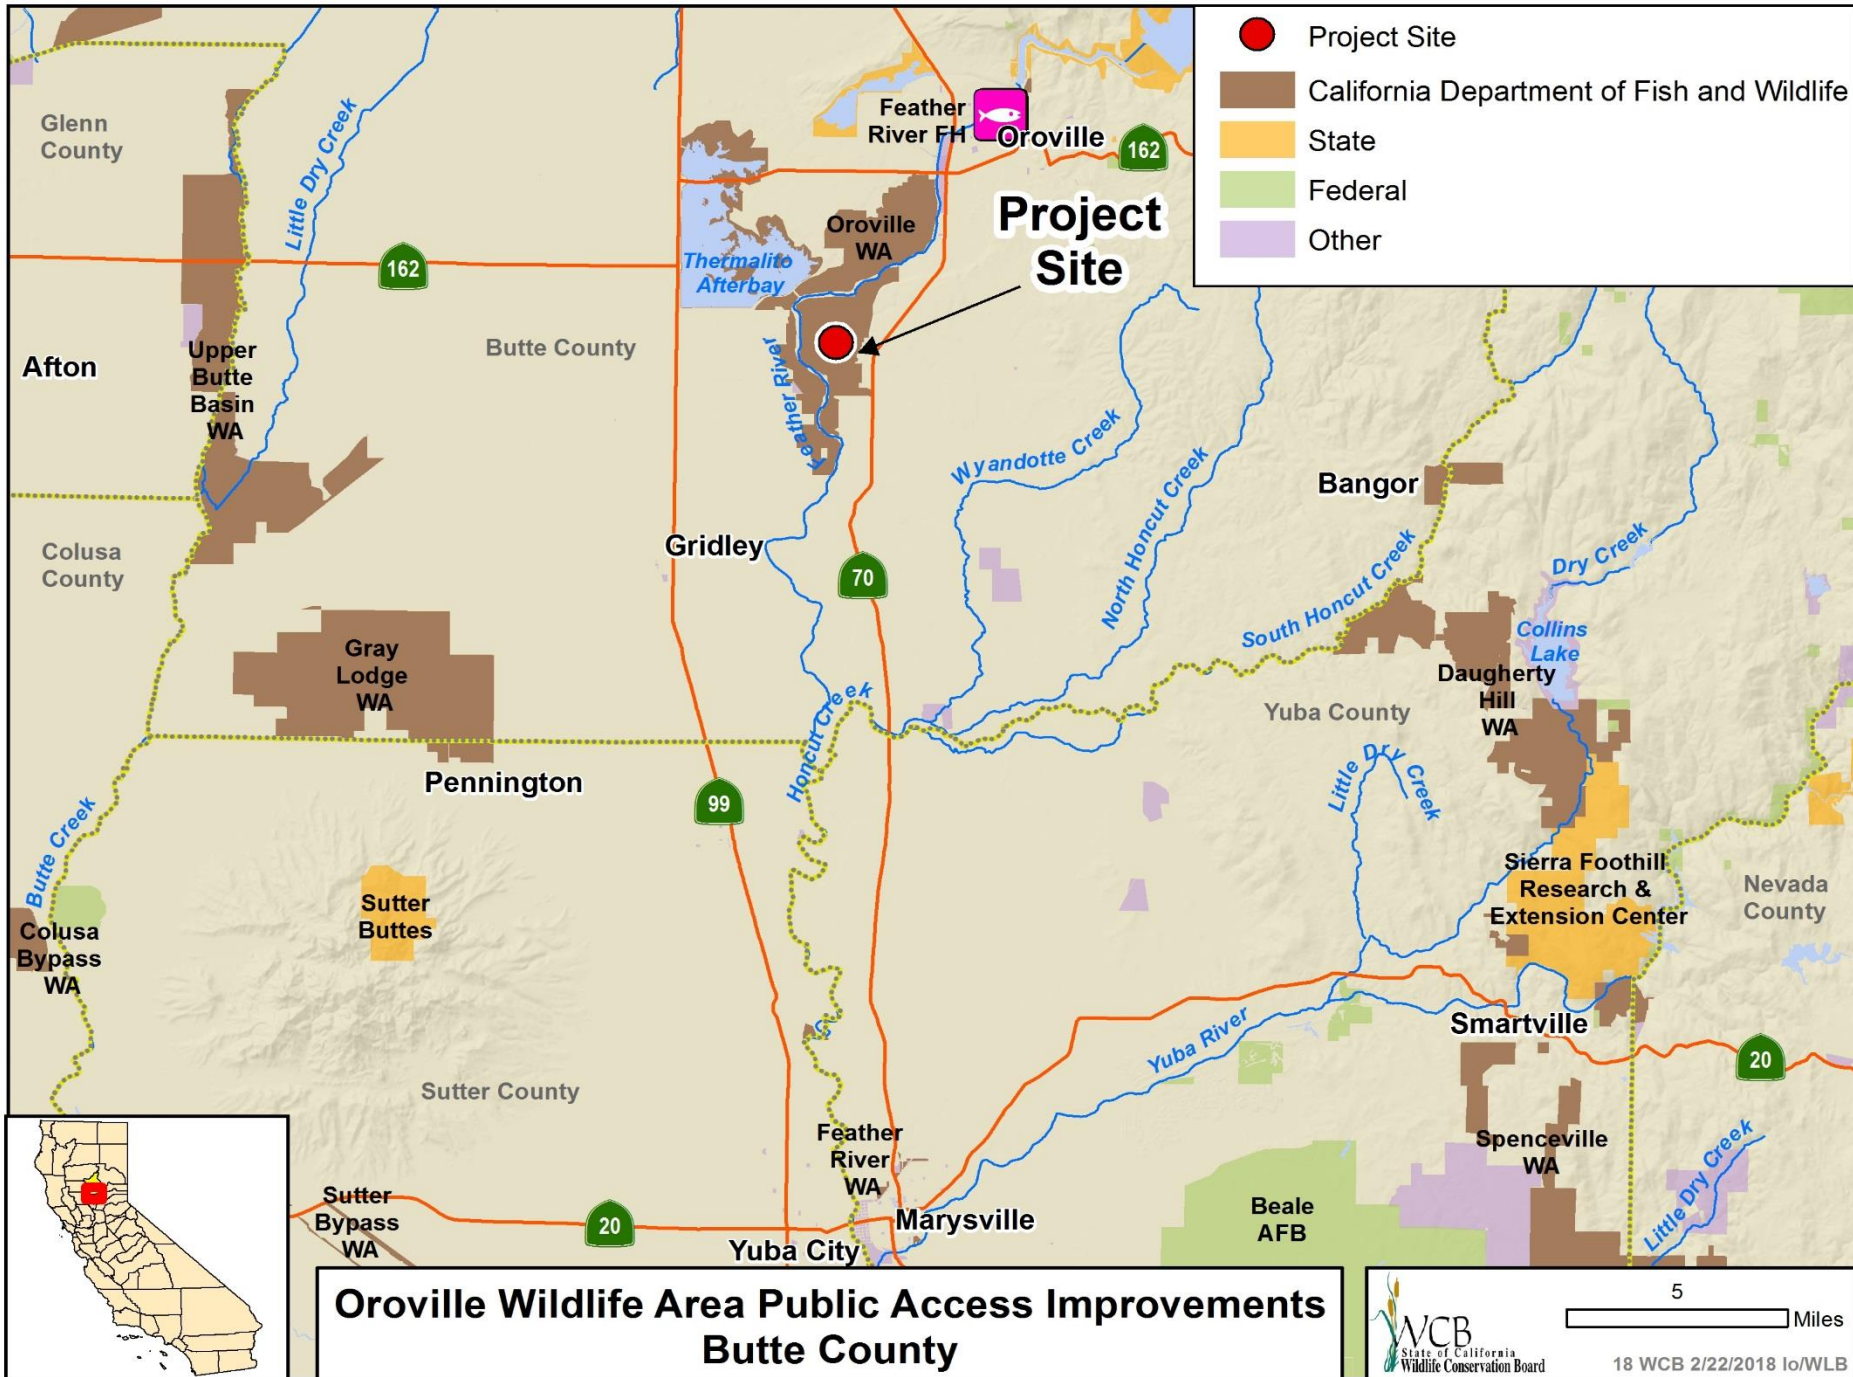 Project Site
California Department of Fish and Wildlife
State
Federal
Other
Glenn
County
Little Dry Creek
Feather
River FH
Oroville
162
Project
Site
Oroville
WA
Thermalito
Afterbay
162
Butte County
Afton
Upper
Butte
Basin
WA
Feather River
Wyandotte Creek
North Honcut Creek
Bangor
South Honcut Creek
Dry Creek
Colusa
County
Gridley
70
Collins
Lake
Gray
Lodge
WA
Daugherty
Hill
WA
Yuba County
Honcut Creek
Pennington
99
Little Dry Creek
Butte Creek
Sierra Foothill
Research &
Extension Center
Nevada
County
Sutter
Buttes
Colusa
Bypass
WA
Smartville
Yuba River
20
Sutter County
Feather
River
WA
Spenceville
WA
Little Dry Creek
Sutter
Bypass
WA
20
Marysville
Yuba City
Beale
AFB
Oroville Wildlife Area Public Access Improvements
Butte County
WCB
State of California
Wildlife Conservation Board
5
Miles
18 WCB 2/22/2018 lo/WLB